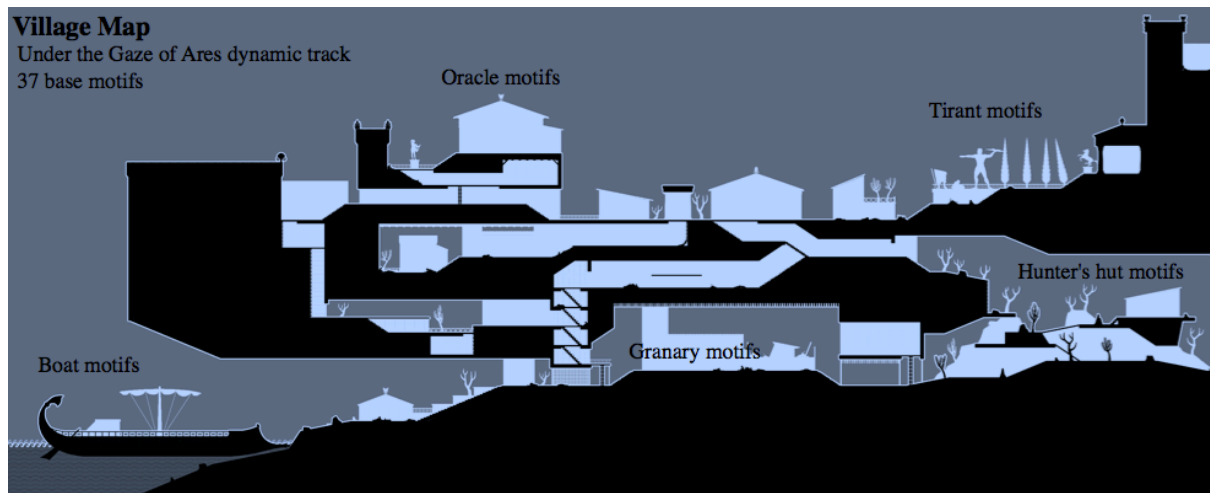 Village Map
Under the Gaze of Ares dynamic track
37 base motifs
Oracle motifs
Tirant motifs
Hunter's hut motifs
Granary motifs
Boat motifs